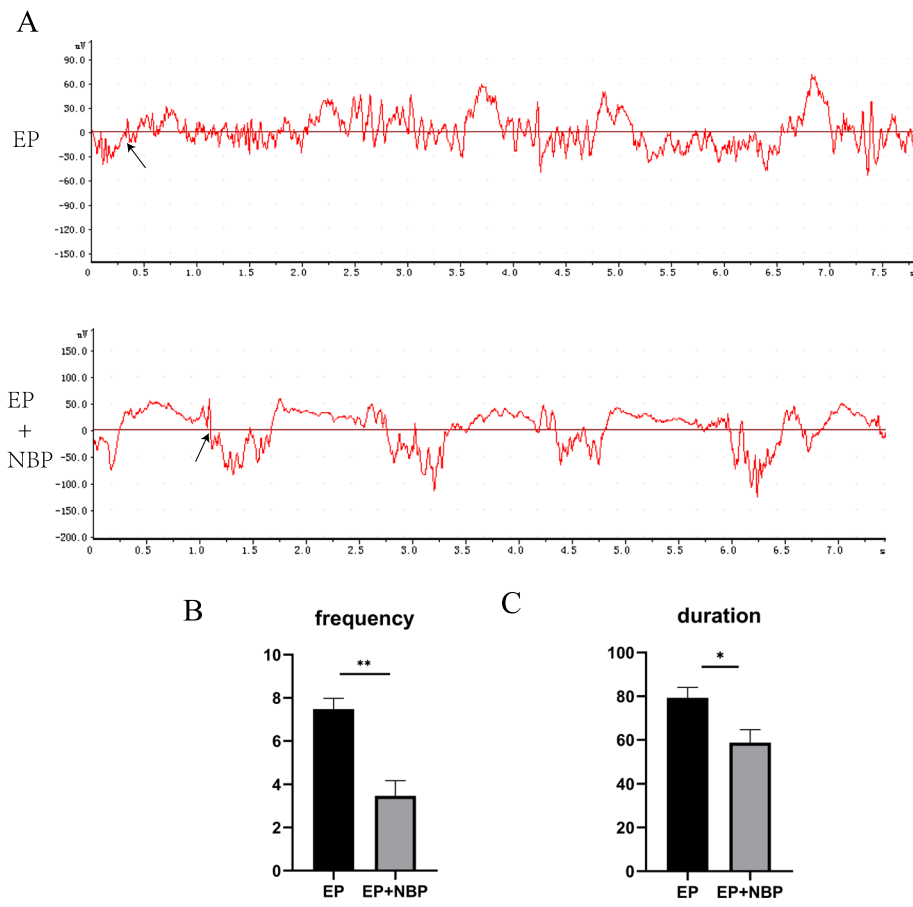 A
uV
90.0
60.0
30.0
0
-30.0
-60.0
-90.0
-120.0
-150.0
EP
0 0.5 1.0 1.5 2.0 2.5 3.0 3.5 4.0 4.5 5.0 5.5 6.0 6.5 7.0 7.5 s
uV
150.0
100.0
50.0
0
-50.0
-100.0
-150.0
-200.0
EP
+
NBP
0 0.5 1.0 1.5 2.0 2.5 3.0 3.5 4.0 4.5 5.0 5.5 6.0 6.5 7.0 s
B
frequency
10
8
6
4
2
0
**
EP EP+NBP
C
duration
100
80
60
40
20
0
*
EP EP+NBP